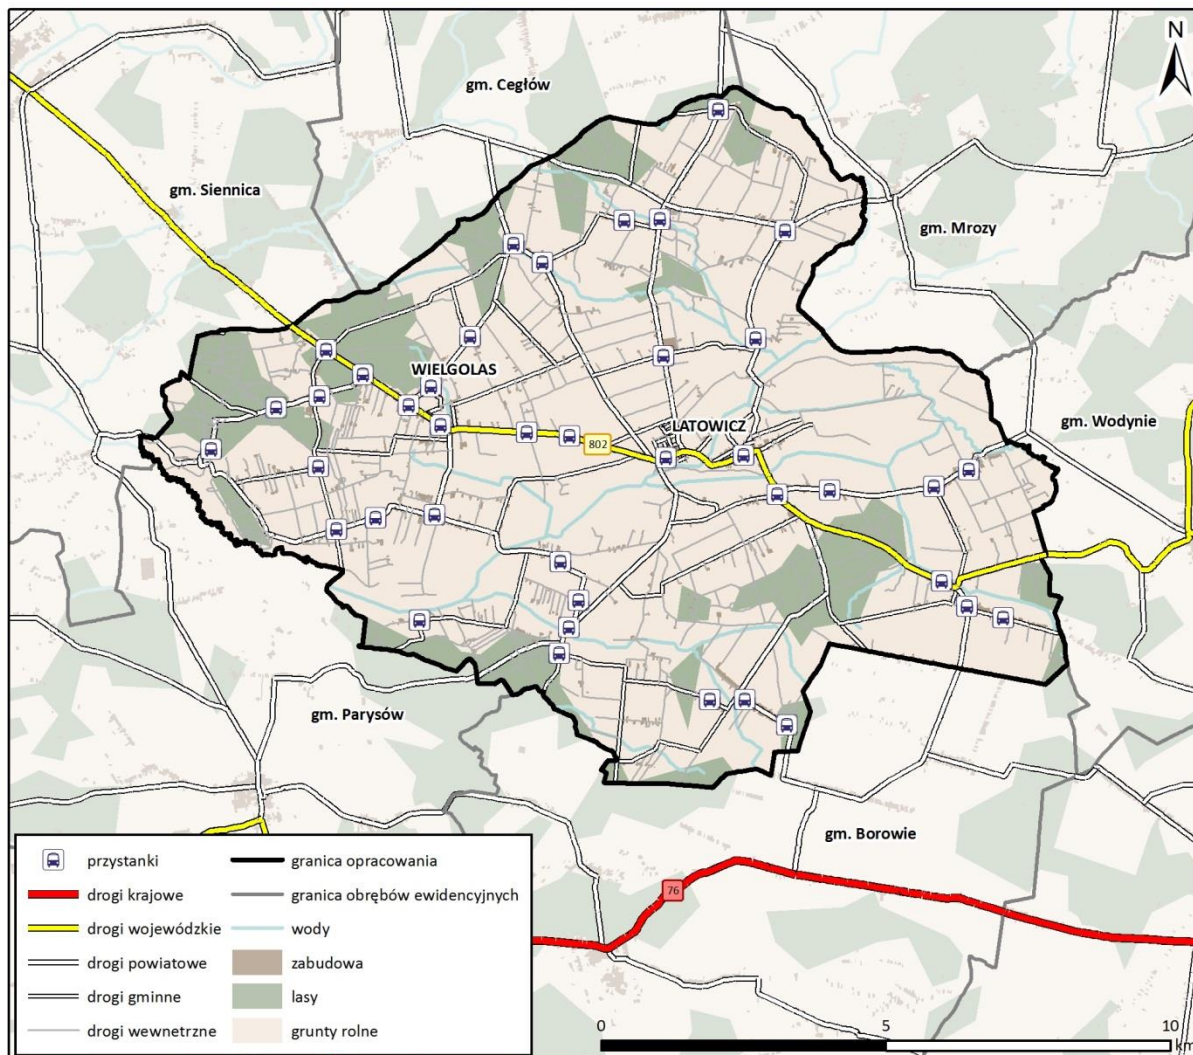 N
gm. Cegłów
gm. Siennica
gm. Mrozy
WIELGOLAS
LATOWICZ
gm. Wodynie
802
gm. Parysów
gm. Borowie
76
przystanki
drogi krajowe
drogi wojewódzkie
drogi powiatowe
drogi gminne
drogi wewnetrzne
granica opracowania
granica obrębów ewidencyjnych
wody
zabudowa
lasy
grunty rolne
0 5 10
km